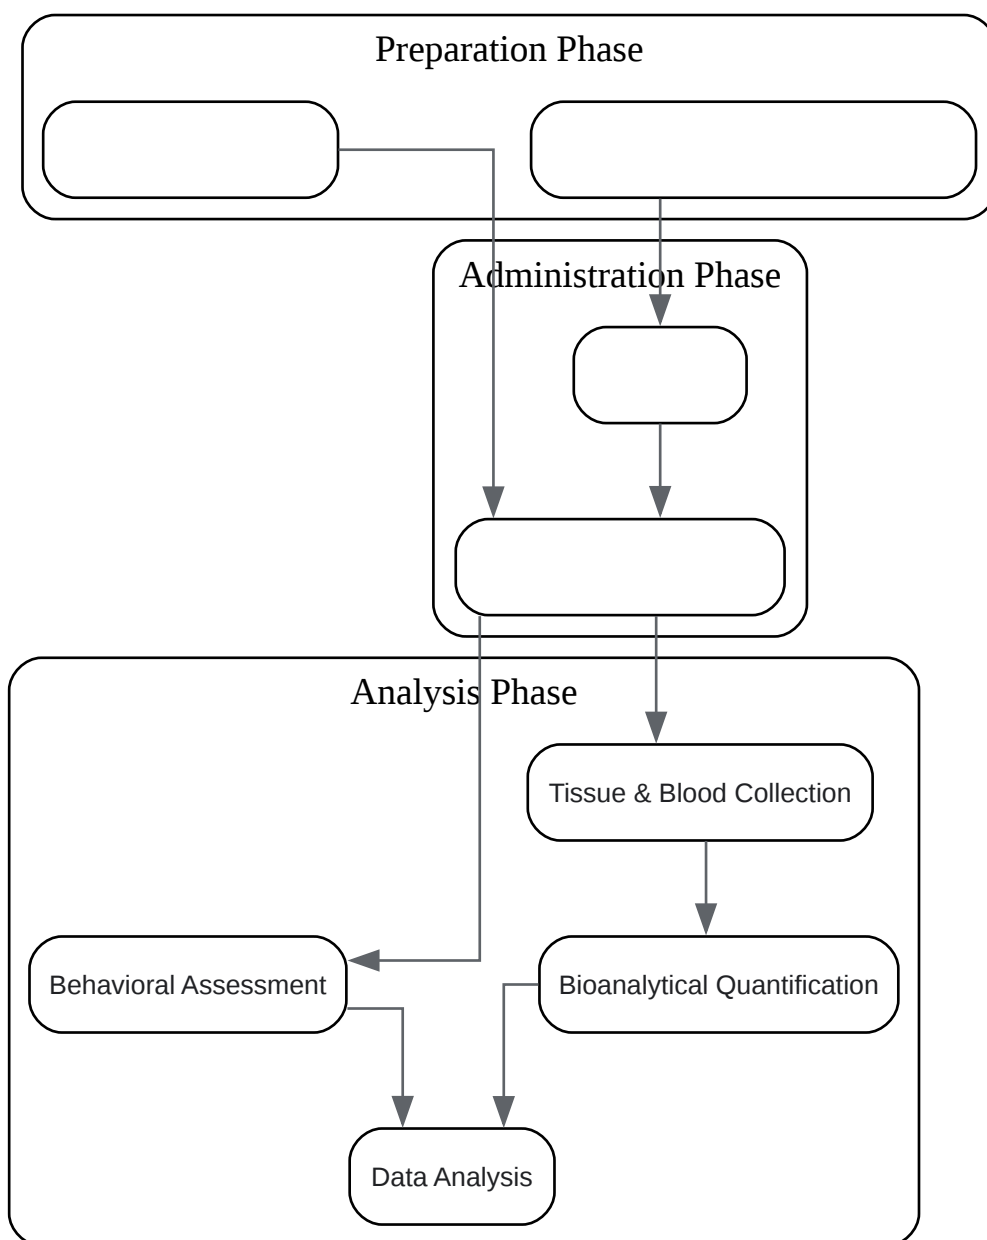 Preparation Phase
Administration Phase
Analysis Phase
Tissue & Blood Collection
Behavioral Assessment
Bioanalytical Quantification
Data Analysis